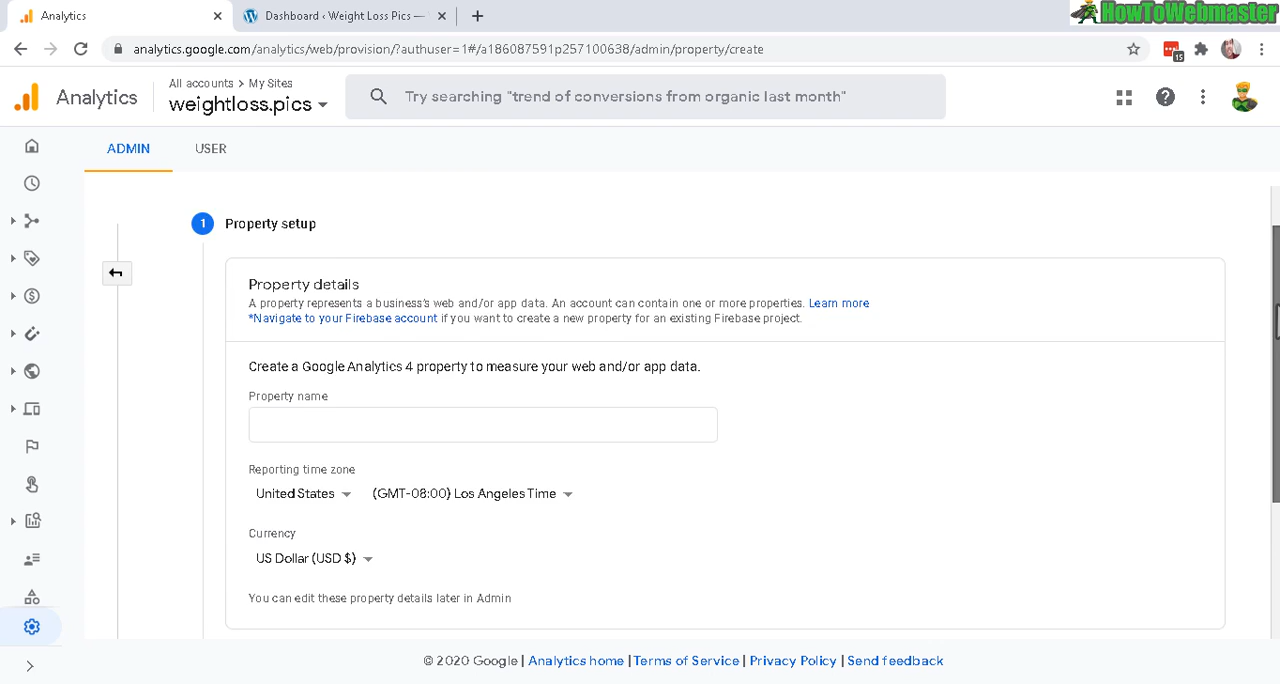 Analytics
Dashboard ‹ Weight Loss Pics —
HowToWebmaster
analytics.google.com/analytics/web/provision/?authuser=1#/a186087591p257100638/admin/property/create
15
Analytics
All accounts > My Sites
weightloss.pics
Try searching "trend of conversions from organic last month"
ADMIN
USER
1
Property setup
Property details
A property represents a business's web and/or app data. An account can contain one or more properties. Learn more
*Navigate to your Firebase account if you want to create a new property for an existing Firebase project.
Create a Google Analytics 4 property to measure your web and/or app data.
Property name
Reporting time zone
United States
(GMT-08:00) Los Angeles Time
Currency
US Dollar (USD $)
You can edit these property details later in Admin
© 2020 Google | Analytics home | Terms of Service | Privacy Policy | Send feedback